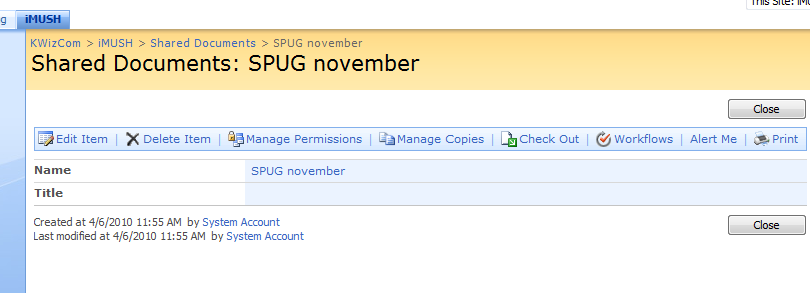 This Site: iMU
g iMUSH
KWizCom > iMUSH > Shared Documents > SPUG november
Shared Documents: SPUG november
Close
Edit Item | Delete Item | Manage Permissions | Manage Copies | Check Out | Workflows | Alert Me | Print
Name SPUG november
Title
Created at 4/6/2010 11:55 AM by System Account
Close
Last modified at 4/6/2010 11:55 AM by System Account